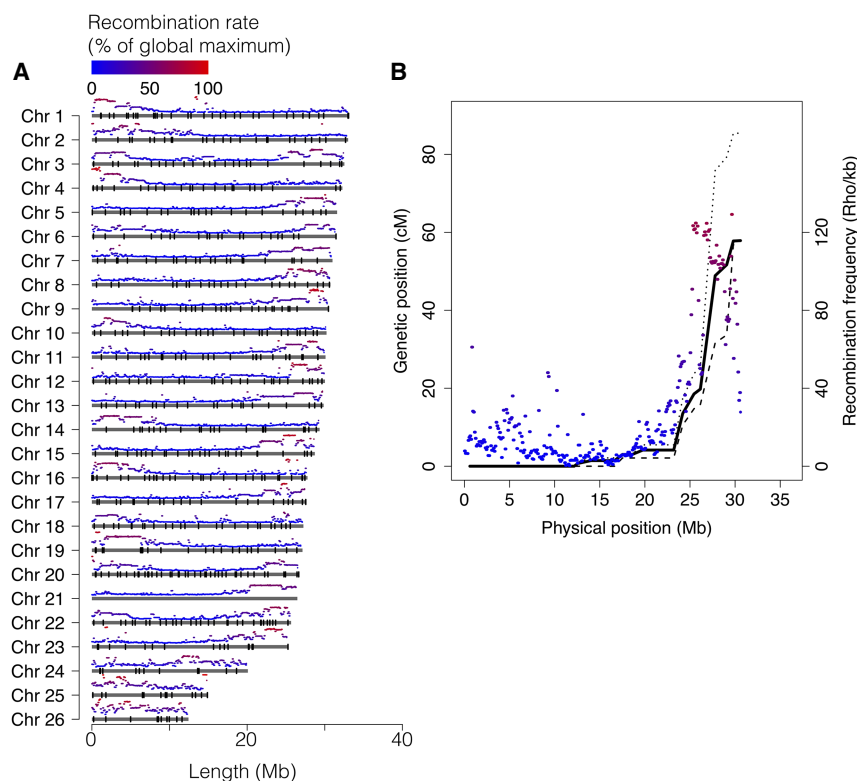 Recombination rate
(% of global maximum)
A
0 50 100
Chr 1
Chr 2
Chr 3
Chr 4
Chr 5
Chr 6
Chr 7
Chr 8
Chr 9
Chr 10
Chr 11
Chr 12
Chr 13
Chr 14
Chr 15
Chr 16
Chr 17
Chr 18
Chr 19
Chr 20
Chr 21
Chr 22
Chr 23
Chr 24
Chr 25
Chr 26
0 20 40
Length (Mb)
B
Genetic position (cM)
80
60
40
20
0
120
80
40
0
Recombination frequency (Rho/kb)
0 5 10 15 20 25 30 35
Physical position (Mb)